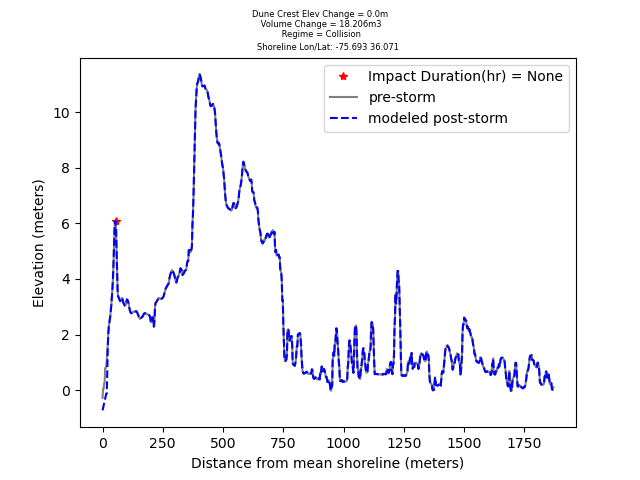 Dune Crest Elev Change = 0.0m
Volume Change = 18.206m3
Regime = Collision
Shoreline Lon/Lat: -75.693 36.071
Impact Duration(hr) = None
pre-storm
modeled post-storm
Elevation (meters)
10
8
6
4
2
0
0 250 500 750 1000 1250 1500 1750
Distance from mean shoreline (meters)